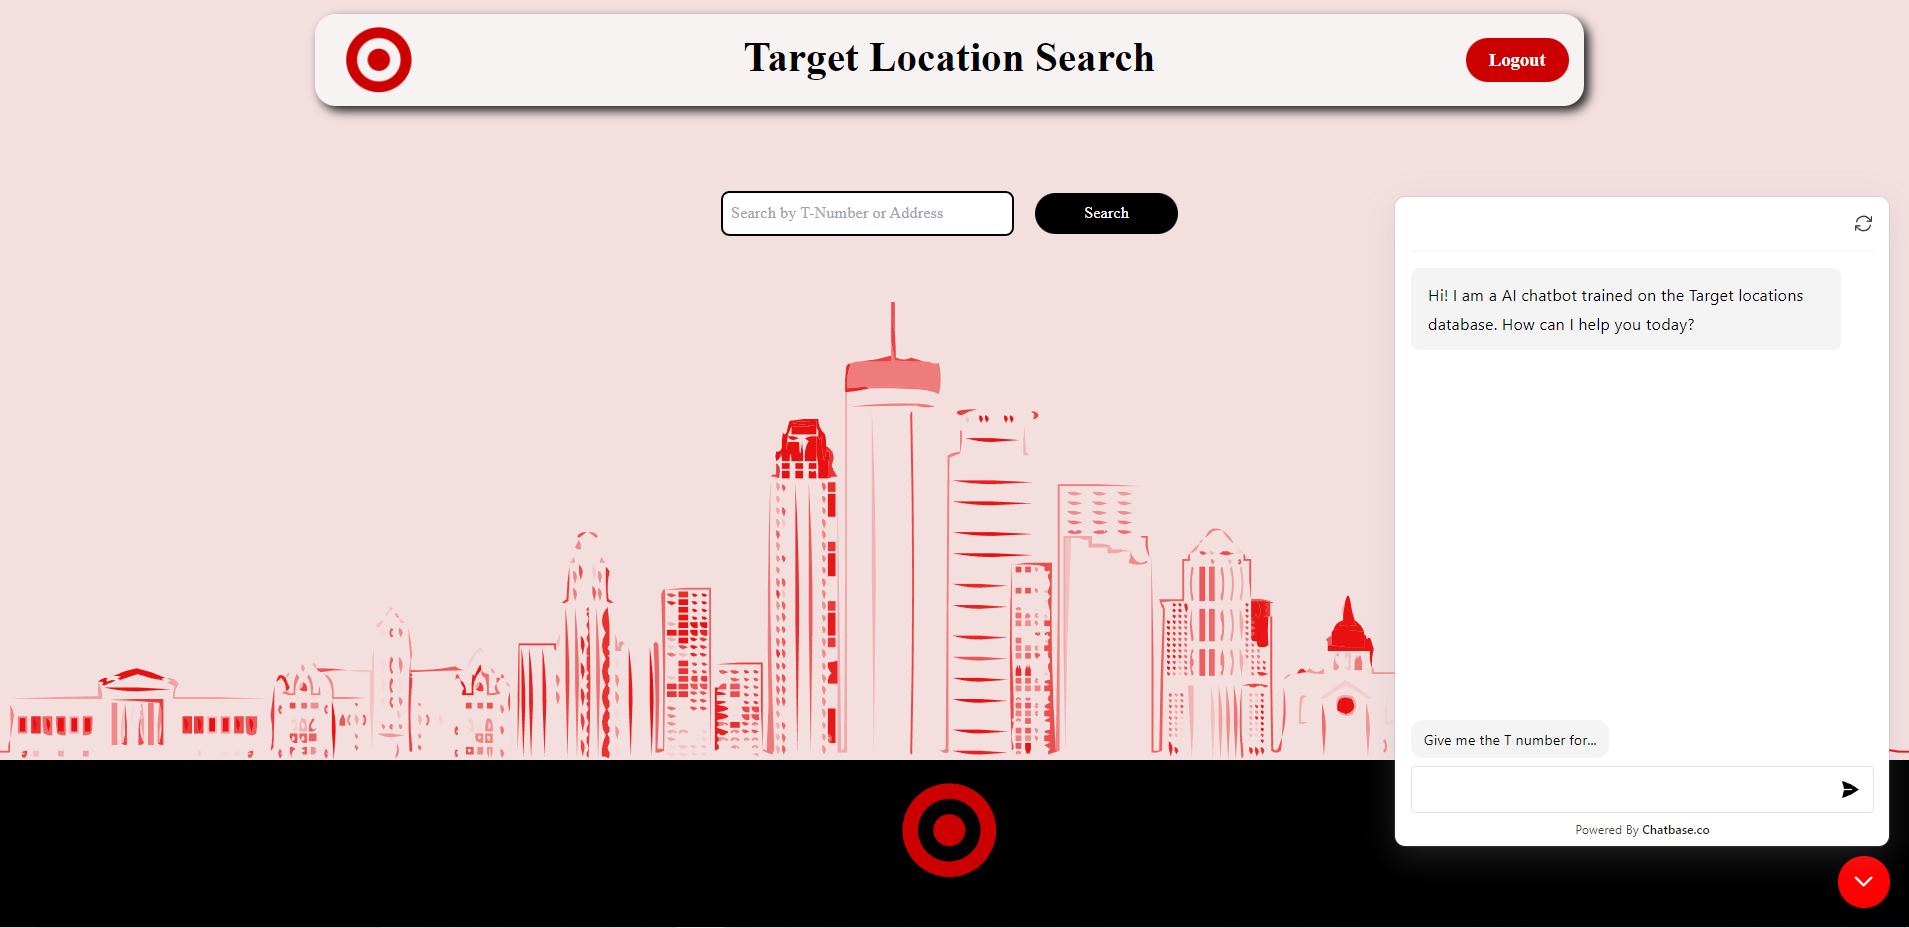 Target Location Search
Logout
Search by T-Number or Address
Search
Hi! I am a AI chatbot trained on the Target locations
database. How can I help you today?
Give me the T number for...
Powered By Chatbase.co